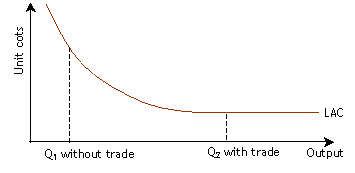 Unit cots
LAC
Q1 without trade
Q2 with trade
Output